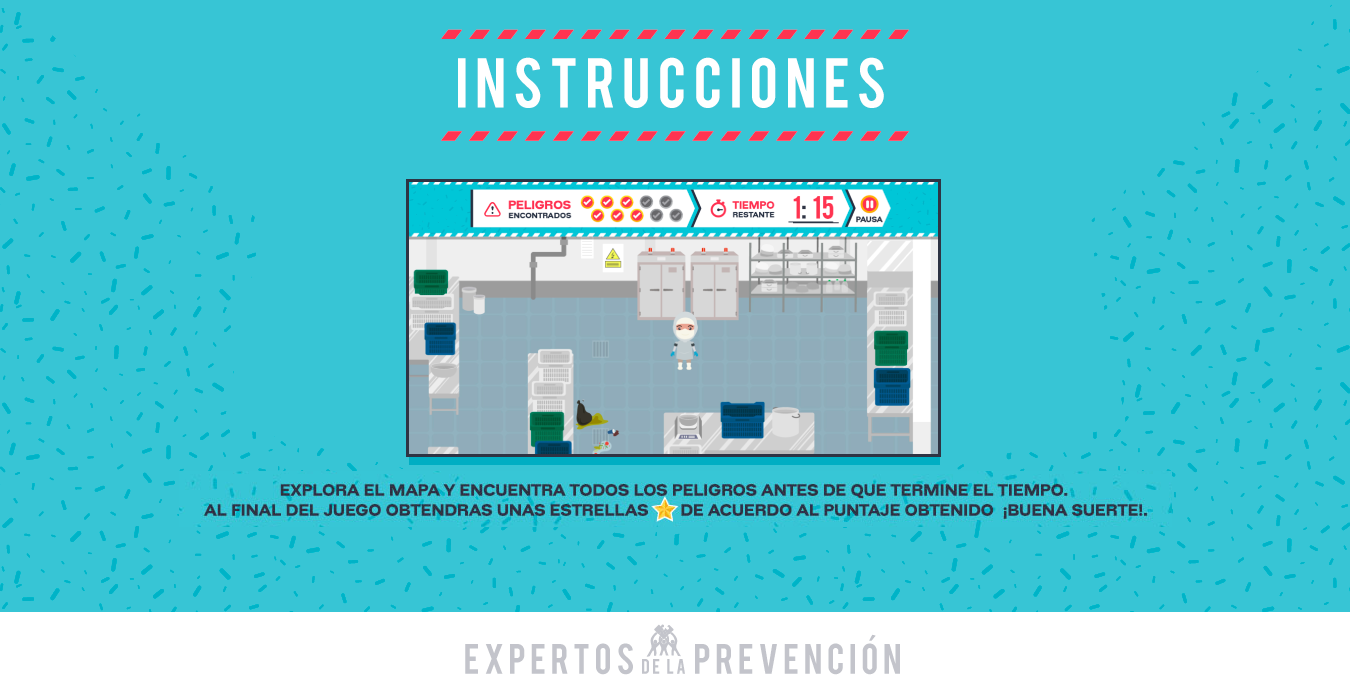 INSTRUCCIONES
PELIGROS
ENCONTRADOS
TIEMPO
RESTANTE
1:15
PAUSA
EXPLORA EL MAPA Y ENCUENTRA TODOS LOS PELIGROS ANTES DE QUE TERMINE EL TIEMPO.
AL FINAL DEL JUEGO OBTENDRAS UNAS ESTRELLAS DE ACUERDO AL PUNTAJE OBTENIDO ¡BUENA SUERTE!.
EXPERTOS DE LA PREVENCIÓN